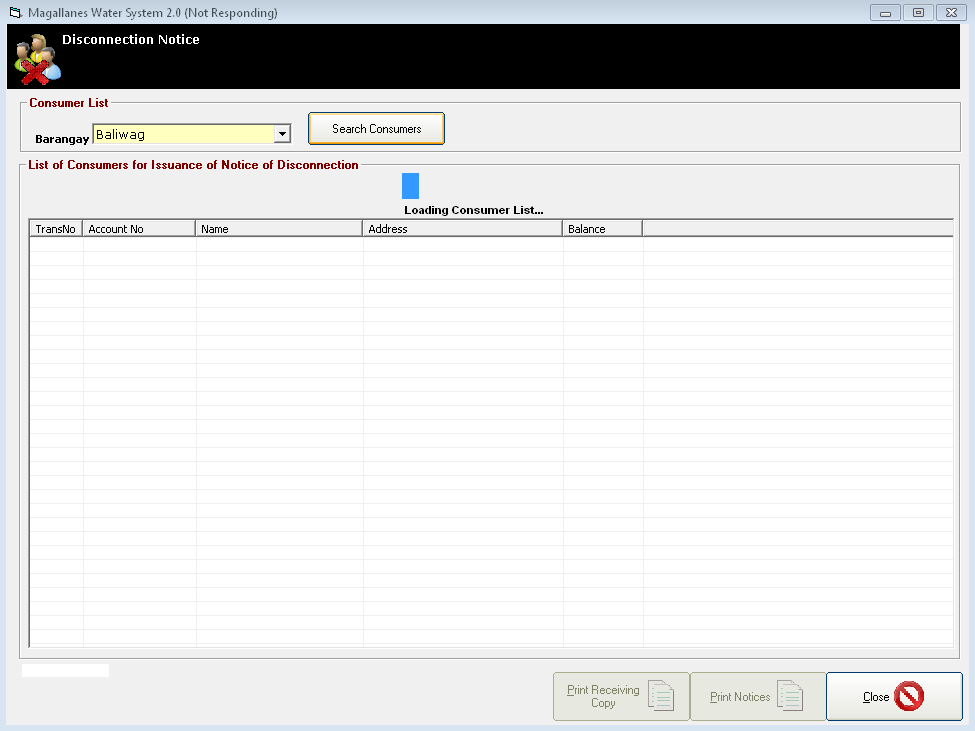 Magallanes Water System 2.0 (Not Responding)
Disconnection Notice
Consumer List
Barangay Baliwag Search Consumers
List of Consumers for Issuance of Notice of Disconnection
Loading Consumer List...
TransNo Account No Name Address Balance
Print Receiving
Copy
Print Notices
Close